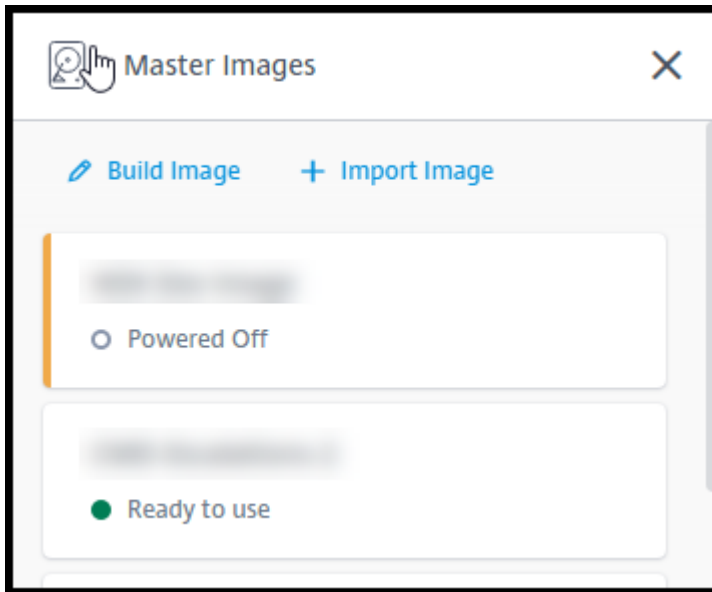 Master Images
Build Image
Import Image
Powered Off
Ready to use